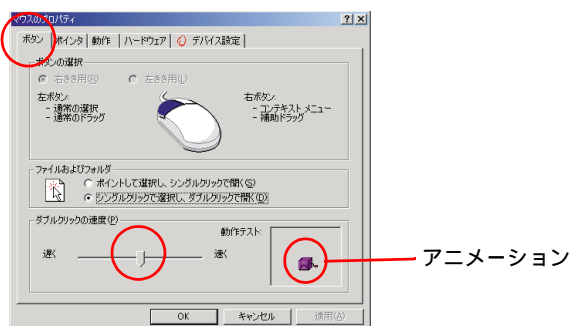 マウスのプロパティ
ボタン ポインタ 動作 ハードウェア デバイス設定
ボタンの選択
右きき用(R) 左きき用(L)
左ボタン:
- 通常の選択
- 通常のドラッグ
右ボタン:
- コンテキスト メニュー
- 補助ドラッグ
ファイルおよびフォルダ
ポイントして選択し、シングルクリックで開く(S)
シングルクリックで選択し、ダブルクリックで開く(D)
ダブルクリックの速度(P)
動作テスト:
遅く 速く
アニメーション
OK キャンセル 適用(A)